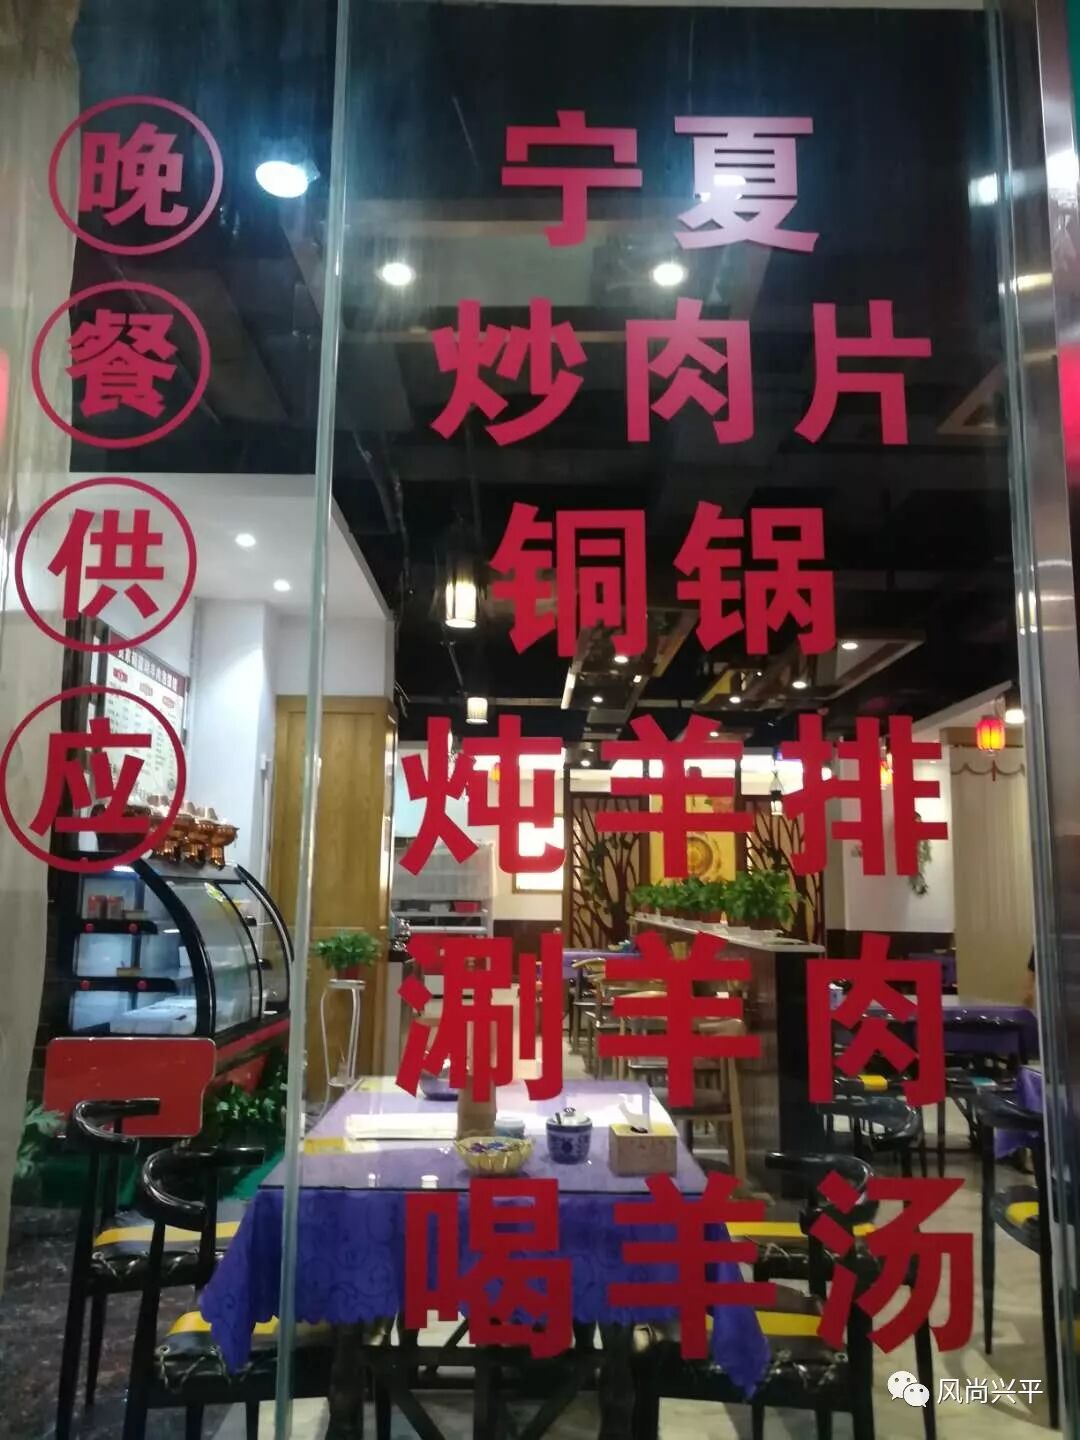 晚餐供应
宁夏
炒肉片
铜锅
炖羊排
涮羊肉
喝羊汤
风尚兴平